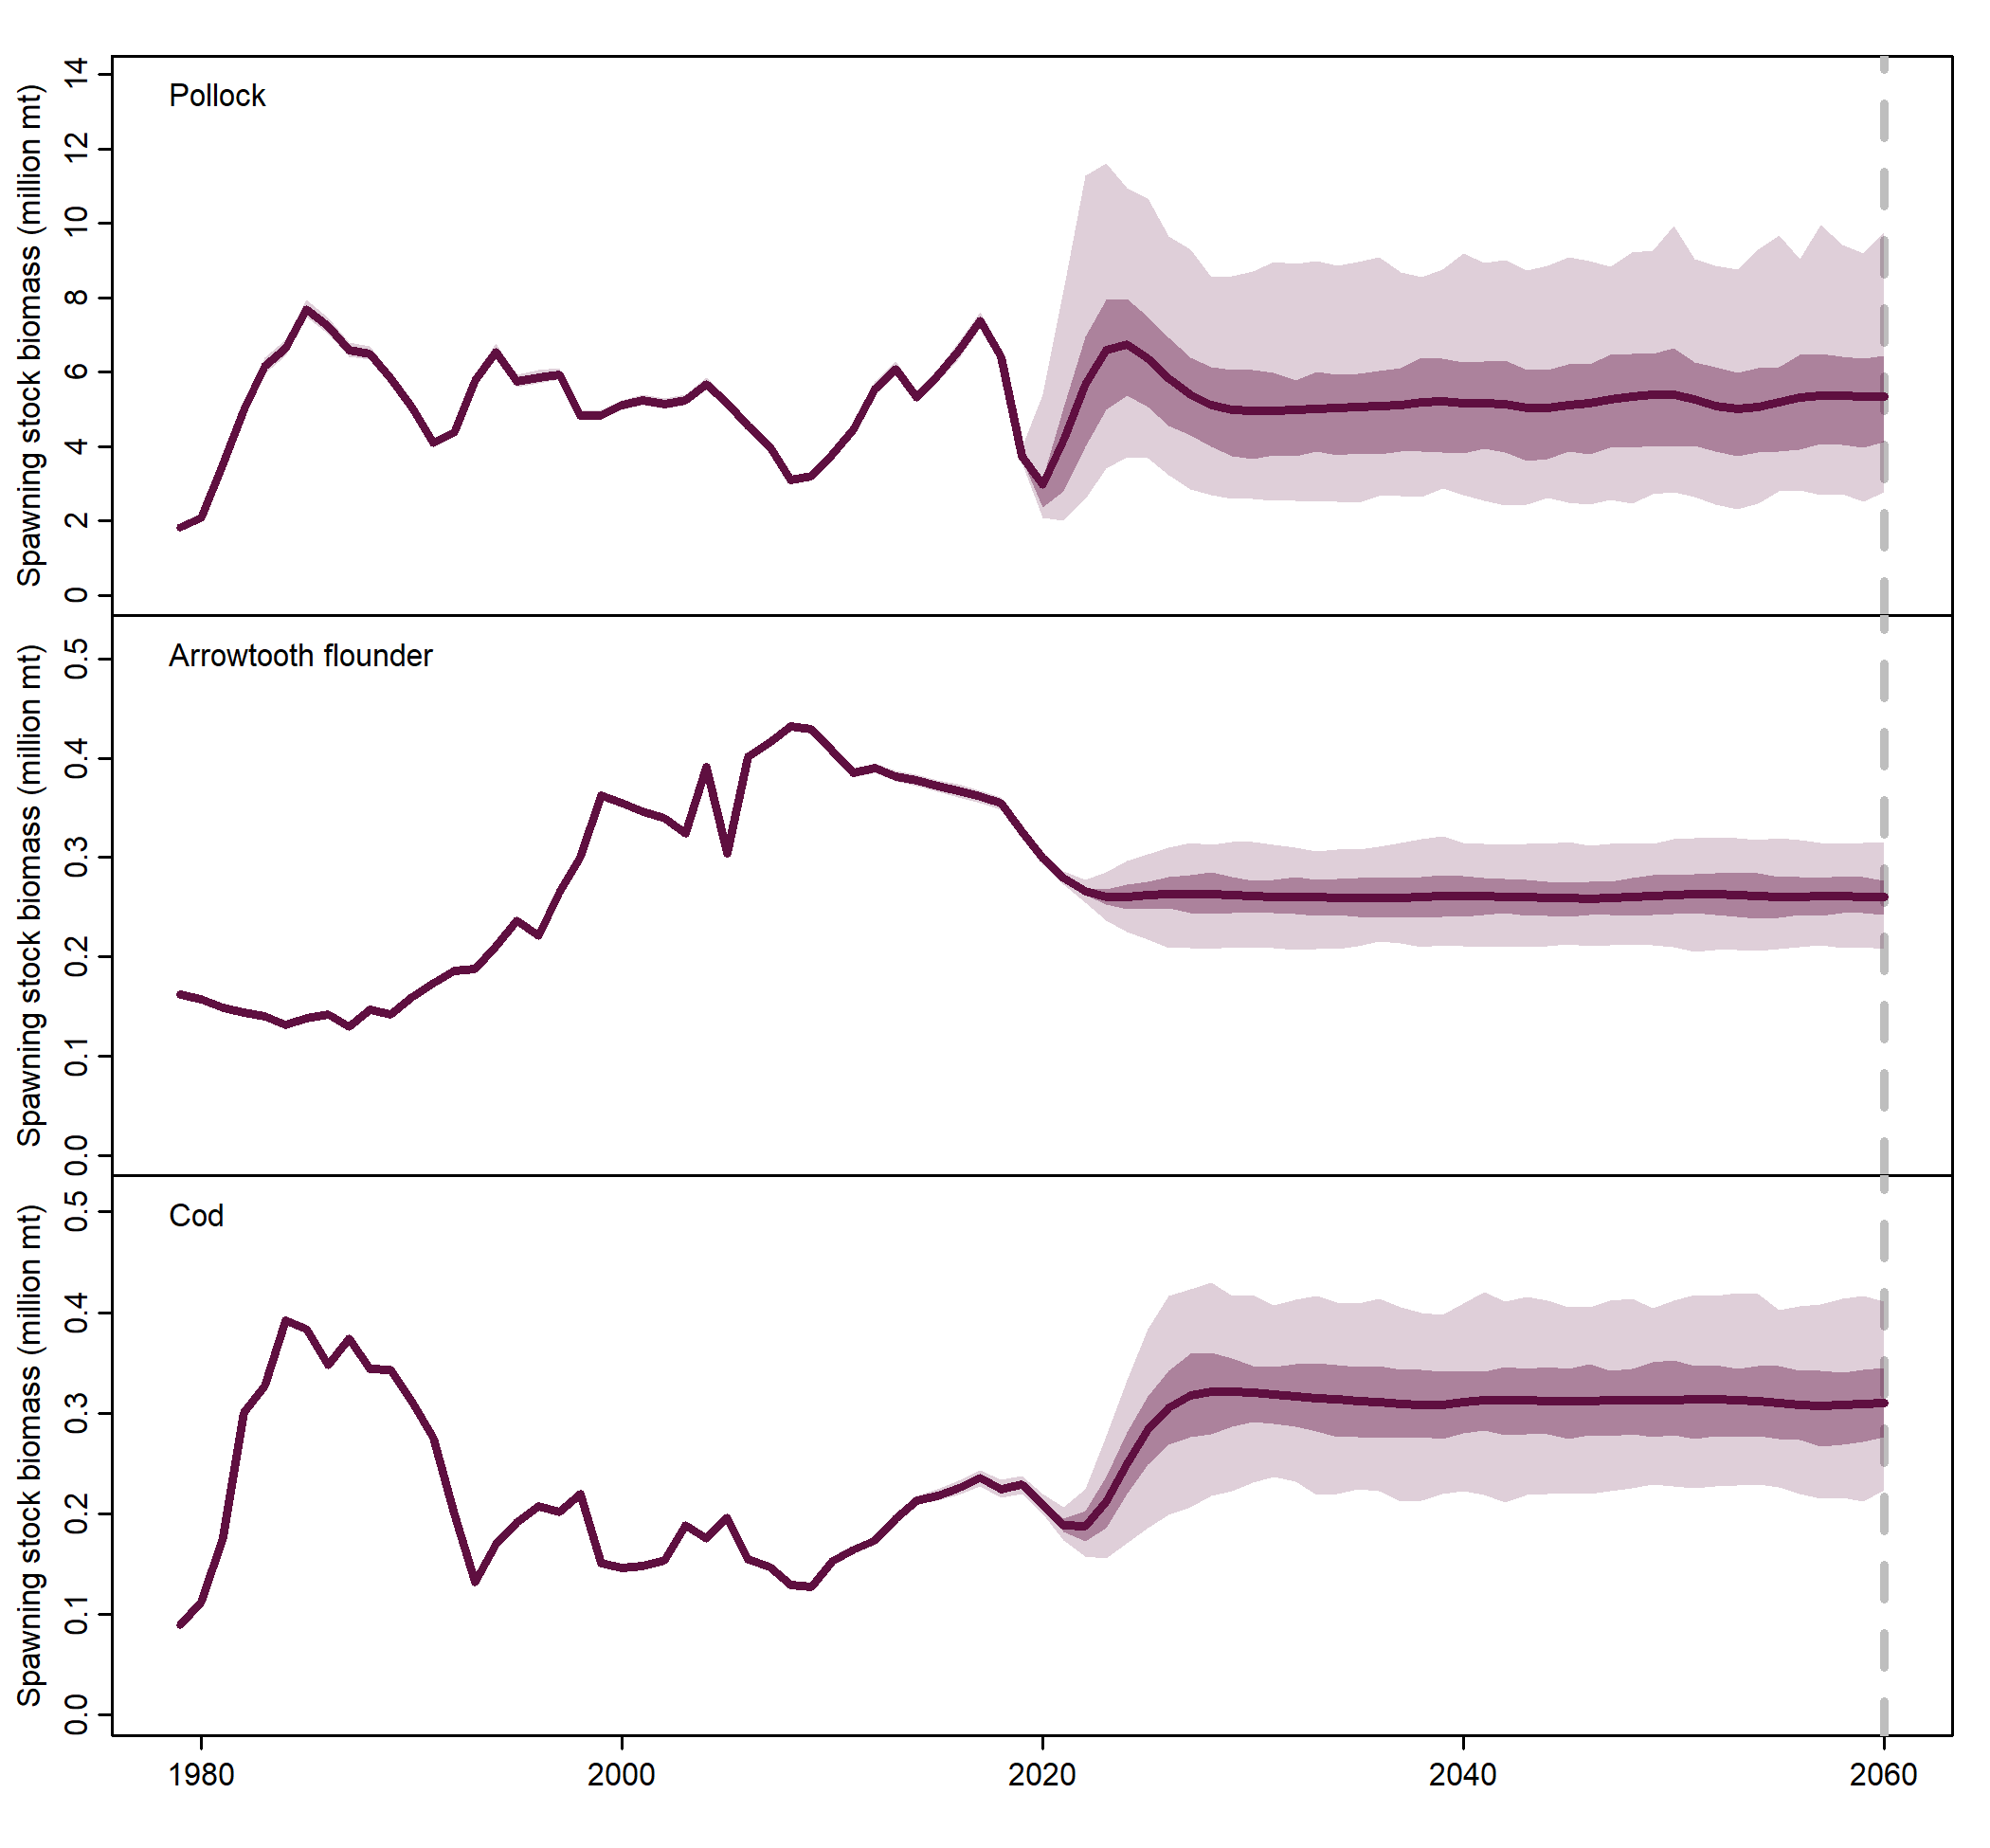 Pollock
Spawning stock biomass (million mt)
14
12
10
8
6
4
2
0
Arrowtooth flounder
Spawning stock biomass (million mt)
0.5
0.4
0.3
0.2
0.1
0.0
Cod
Spawning stock biomass (million mt)
0.5
0.4
0.3
0.2
0.1
0.0
1980 2000 2020 2040 2060